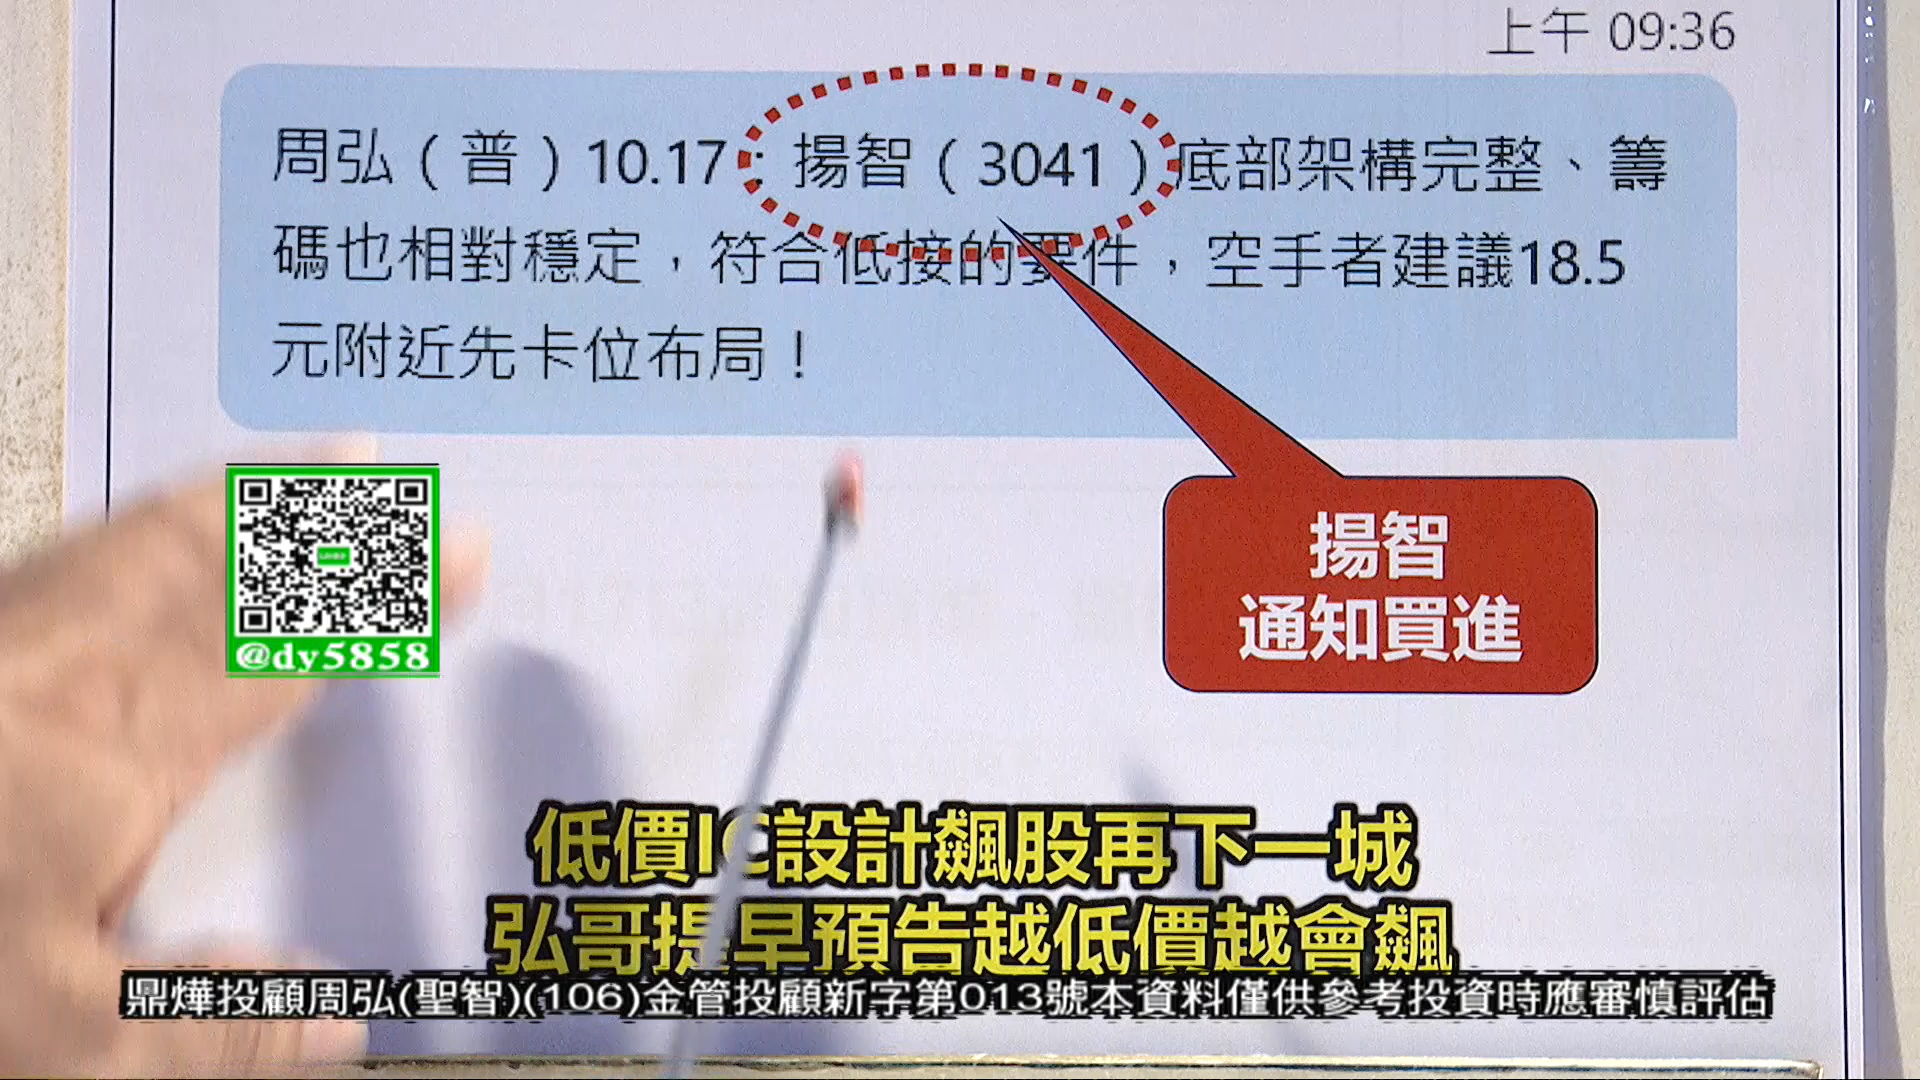 上午 09:36
周弘（普）10.17：揚智（3041）底部架構完整、籌
碼也相對穩定，符合低接的要件，空手者建議18.5
元附近先卡位布局！
揚智
通知買進
@dy5858
低價IC設計飆股再下一城
弘哥提早預告越低價越會飆
鼎燁投顧周弘(聖智)(106)金管投顧新字第013號本資料僅供參考投資時應審慎評估